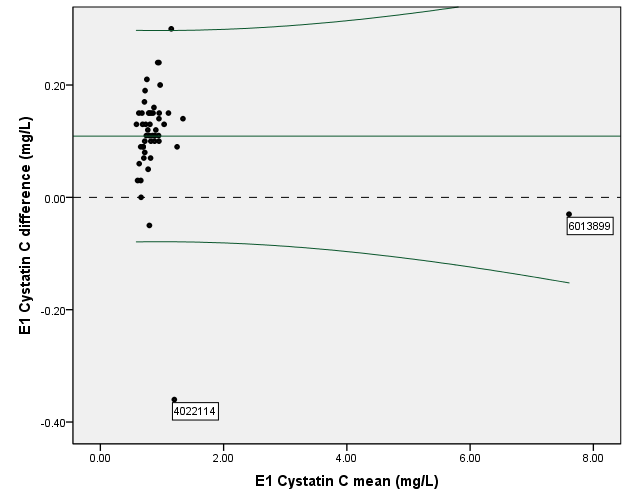 E1 Cystatin C difference (mg/L)
0.20
0.00
-0.20
-0.40
6013899
4022114
0.00 2.00 4.00 6.00 8.00
E1 Cystatin C mean (mg/L)